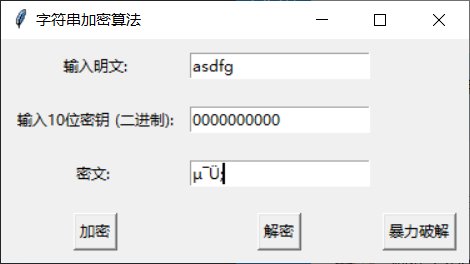 字符串加密算法
输入明文: asdfg
输入10位密钥 (二进制): 0000000000
密文: µ¯Ü¿
加密 解密 暴力破解